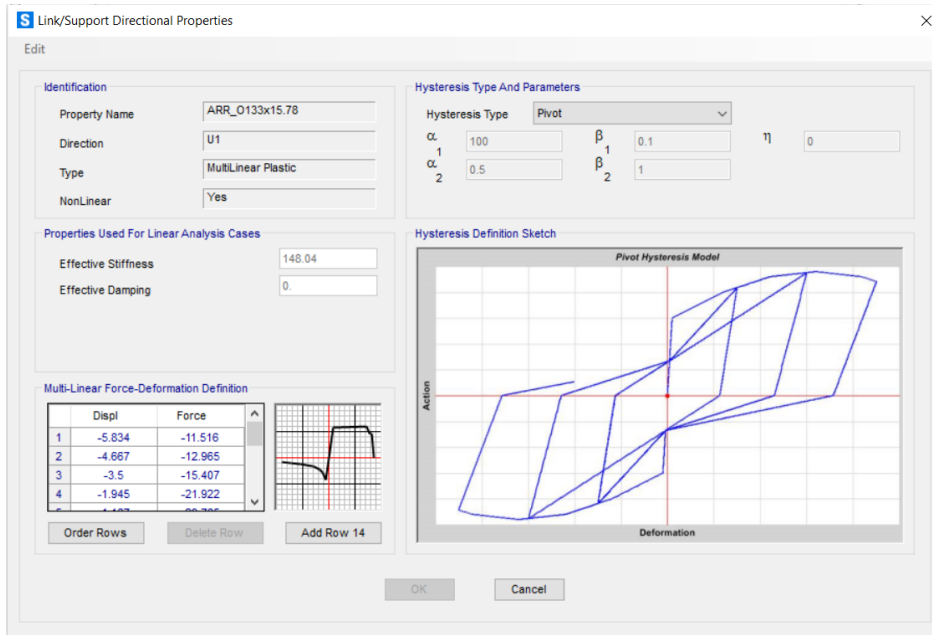 S Link/Support Directional Properties
Edit
Identification
Property Name ARR_O133x15.78
Direction U1
Type MultiLinear Plastic
NonLinear Yes
Hysteresis Type And Parameters
Hysteresis Type Pivot
α1 100 β1 0.1 η 0
α2 0.5 β2 1
Properties Used For Linear Analysis Cases
Effective Stiffness 148.04
Effective Damping 0.
Hysteresis Definition Sketch
Pivot Hysteresis Model
Action
Deformation
Multi-Linear Force-Deformation Definition
Displ Force
1 -5.834 -11.516
2 -4.667 -12.965
3 -3.5 -15.407
4 -1.945 -21.922
Order Rows Delete Row Add Row 14
OK Cancel